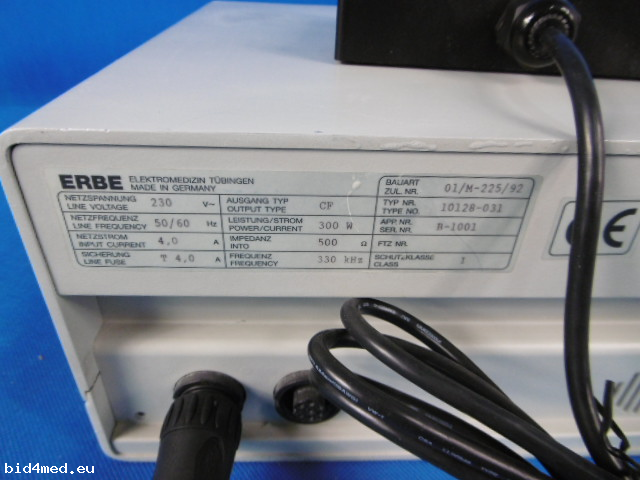 ERBE ELEKTROMEDIZIN TÜBINGEN
MADE IN GERMANY
NETZSPANNUNG
LINE VOLTAGE 230 V~
NETZFREQUENZ
LINE FREQUENCY 50/60 Hz
NETZSTROM
INPUT CURRENT 4,0 A
SICHERUNG
LINE FUSE T 4,0 A
AUSGANG TYP
OUTPUT TYPE CF
LEISTUNG/STROM
POWER/CURRENT 300 W
IMPEDANZ
INTO 500 Ω
FREQUENZ
FREQUENCY 330 kHz
BAUART
ZUL. NR. 01/M-225/92
TYP NR.
TYPE NO. 10128-031
APP. NR.
SER. NR. B-1001
FTZ NR.
SCHUTZKLASSE
CLASS I
CE
bid4med.eu